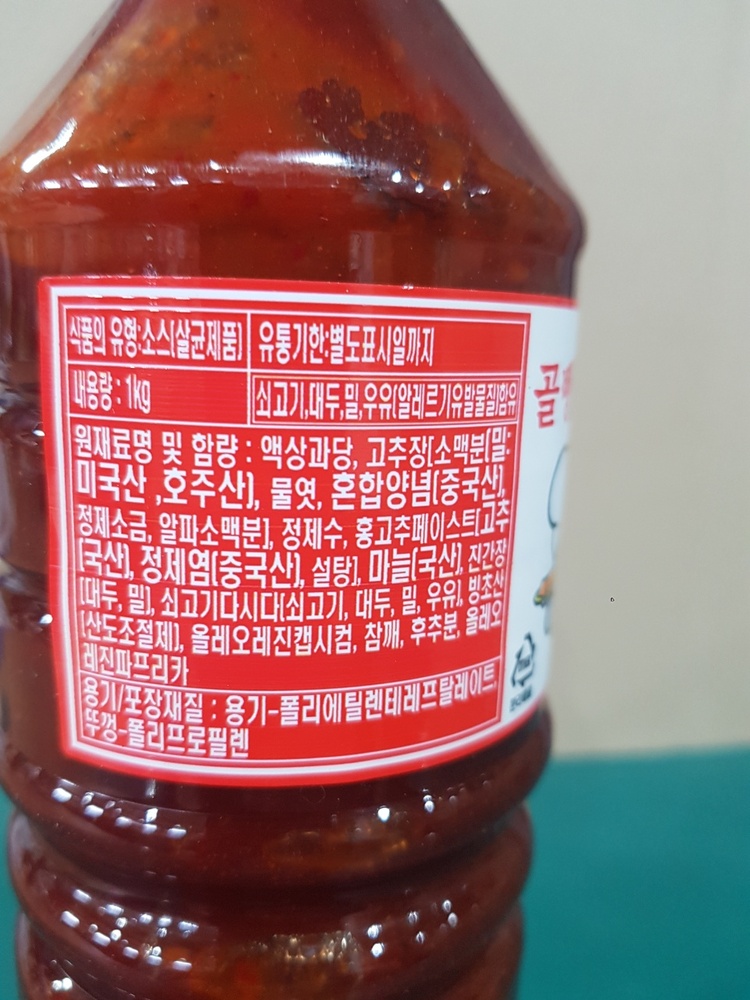 식품의 유형:소스[살균제품]
유통기한:별도표시일까지
내용량 : 1kg
쇠고기,대두,밀,우유[알레르기유발물질]함유
원재료명 및 함량 : 액상과당, 고추장[소맥분[밀:
미국산 ,호주산], 물엿, 혼합양념[중국산],
정제소금, 알파소맥분], 정제수, 홍고추페이스트[고추
[국산], 정제염[중국산], 설탕], 마늘[국산], 진간장
[대두, 밀], 쇠고기다시다[쇠고기, 대두, 밀, 우유], 빙초산
[산도조절제], 올레오레진캡시컴, 참깨, 후추분, 올레오
레진파프리카
용기/포장재질 : 용기-폴리에틸렌테레프탈레이트,
뚜껑-폴리프로필렌
골